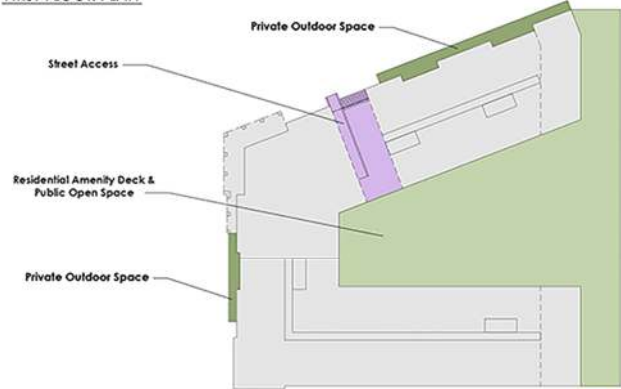 Private Outdoor Space
Street Access
Residential Amenity Deck &
Public Open Space
Private Outdoor Space